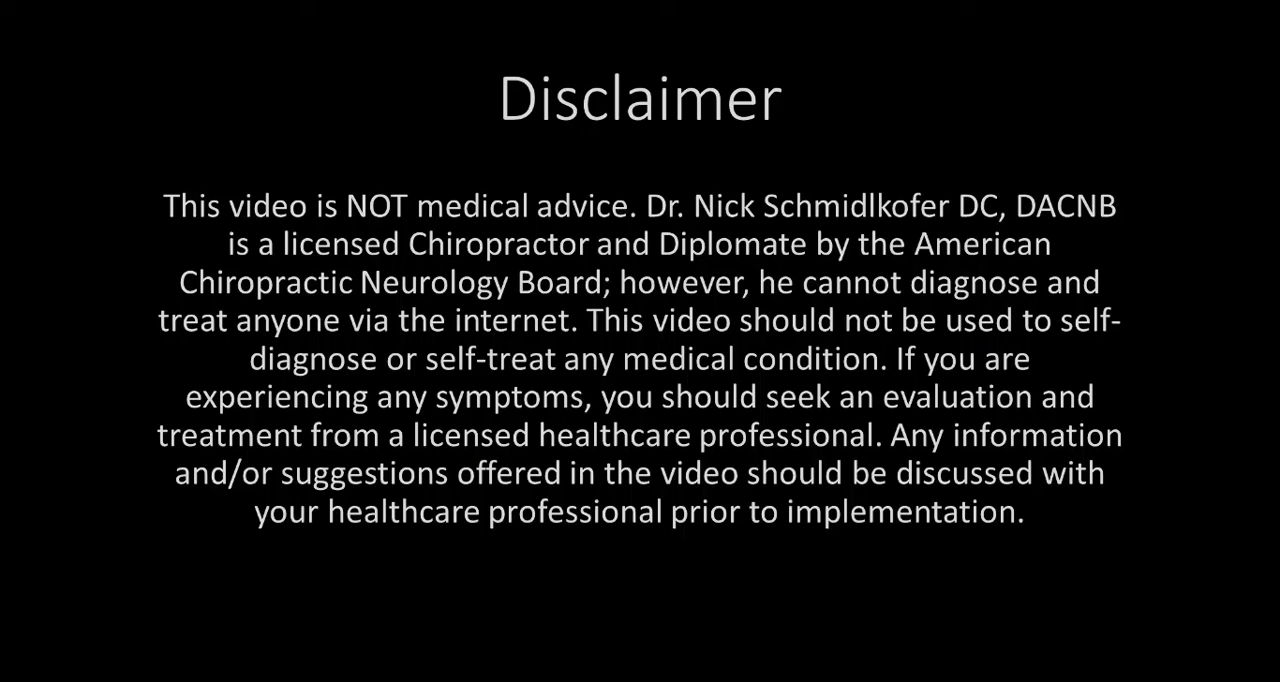 Disclaimer
This video is NOT medical advice. Dr. Nick Schmidlkofer DC, DACNB
is a licensed Chiropractor and Diplomate by the American
Chiropractic Neurology Board; however, he cannot diagnose and
treat anyone via the internet. This video should not be used to self-
diagnose or self-treat any medical condition. If you are
experiencing any symptoms, you should seek an evaluation and
treatment from a licensed healthcare professional. Any information
and/or suggestions offered in the video should be discussed with
your healthcare professional prior to implementation.